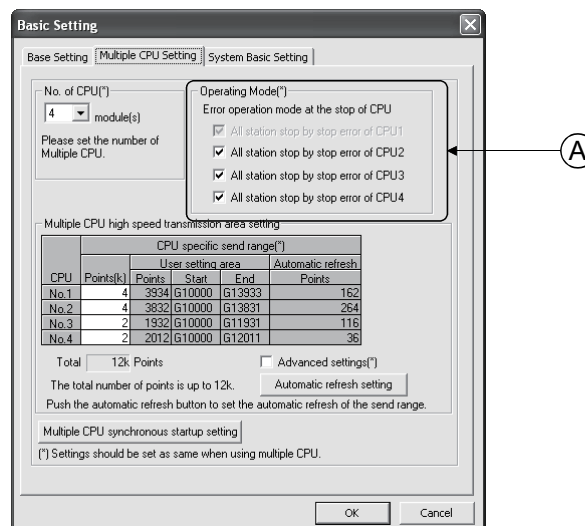 Basic Setting
Base Setting | Multiple CPU Setting | System Basic Setting
No. of CPU(*)
4 module(s)
Please set the number of
Multiple CPU.
Operating Mode(*)
Error operation mode at the stop of CPU
All station stop by stop error of CPU1
All station stop by stop error of CPU2
All station stop by stop error of CPU3
All station stop by stop error of CPU4
A
Multiple CPU high speed transmission area setting
CPU specific send range(*)
User setting area Automatic refresh
CPU Points(k) Points Start End Points
No.1 4 3934 G10000 G13933 162
No.2 4 3832 G10000 G13831 264
No.3 2 1932 G10000 G11931 116
No.4 2 2012 G10000 G12011 36
Total 12k Points
Advanced settings(*)
The total number of points is up to 12k.
Automatic refresh setting
Push the automatic refresh button to set the automatic refresh of the send range.
Multiple CPU synchronous startup setting
(*) Settings should be set as same when using multiple CPU.
OK Cancel